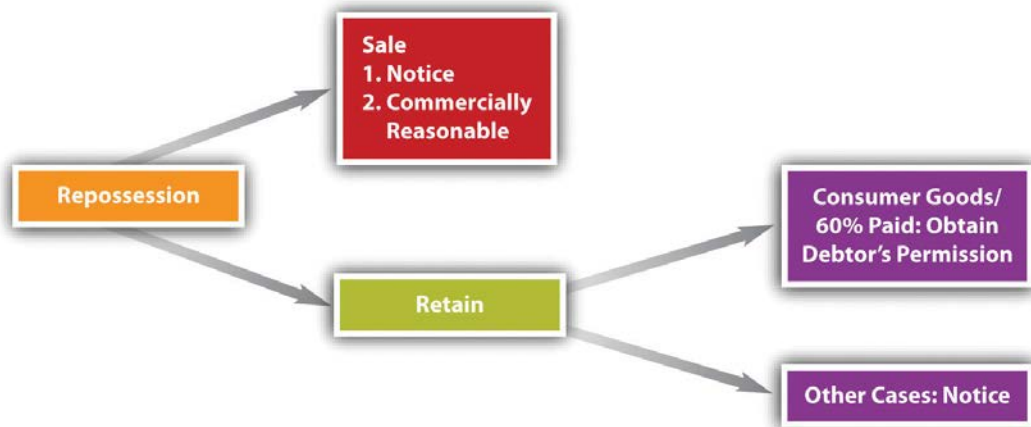 Sale
1. Notice
2. Commercially
Reasonable
Repossession
Consumer Goods/
60% Paid: Obtain
Debtor's Permission
Retain
Other Cases: Notice